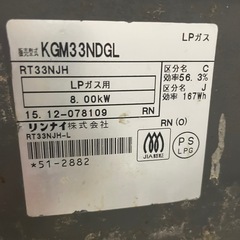 LPガス
販売型式 KGM33NDGL
RT33NJH
区分名 C
効率56.3%
LPガス用
区分名 J
8.00kW
効率 167Wh
15.12-078109 RN
リンナイ株式会社
RN(O)
RT33NJH-L
JIA認証
PS
LPG
*51-2882